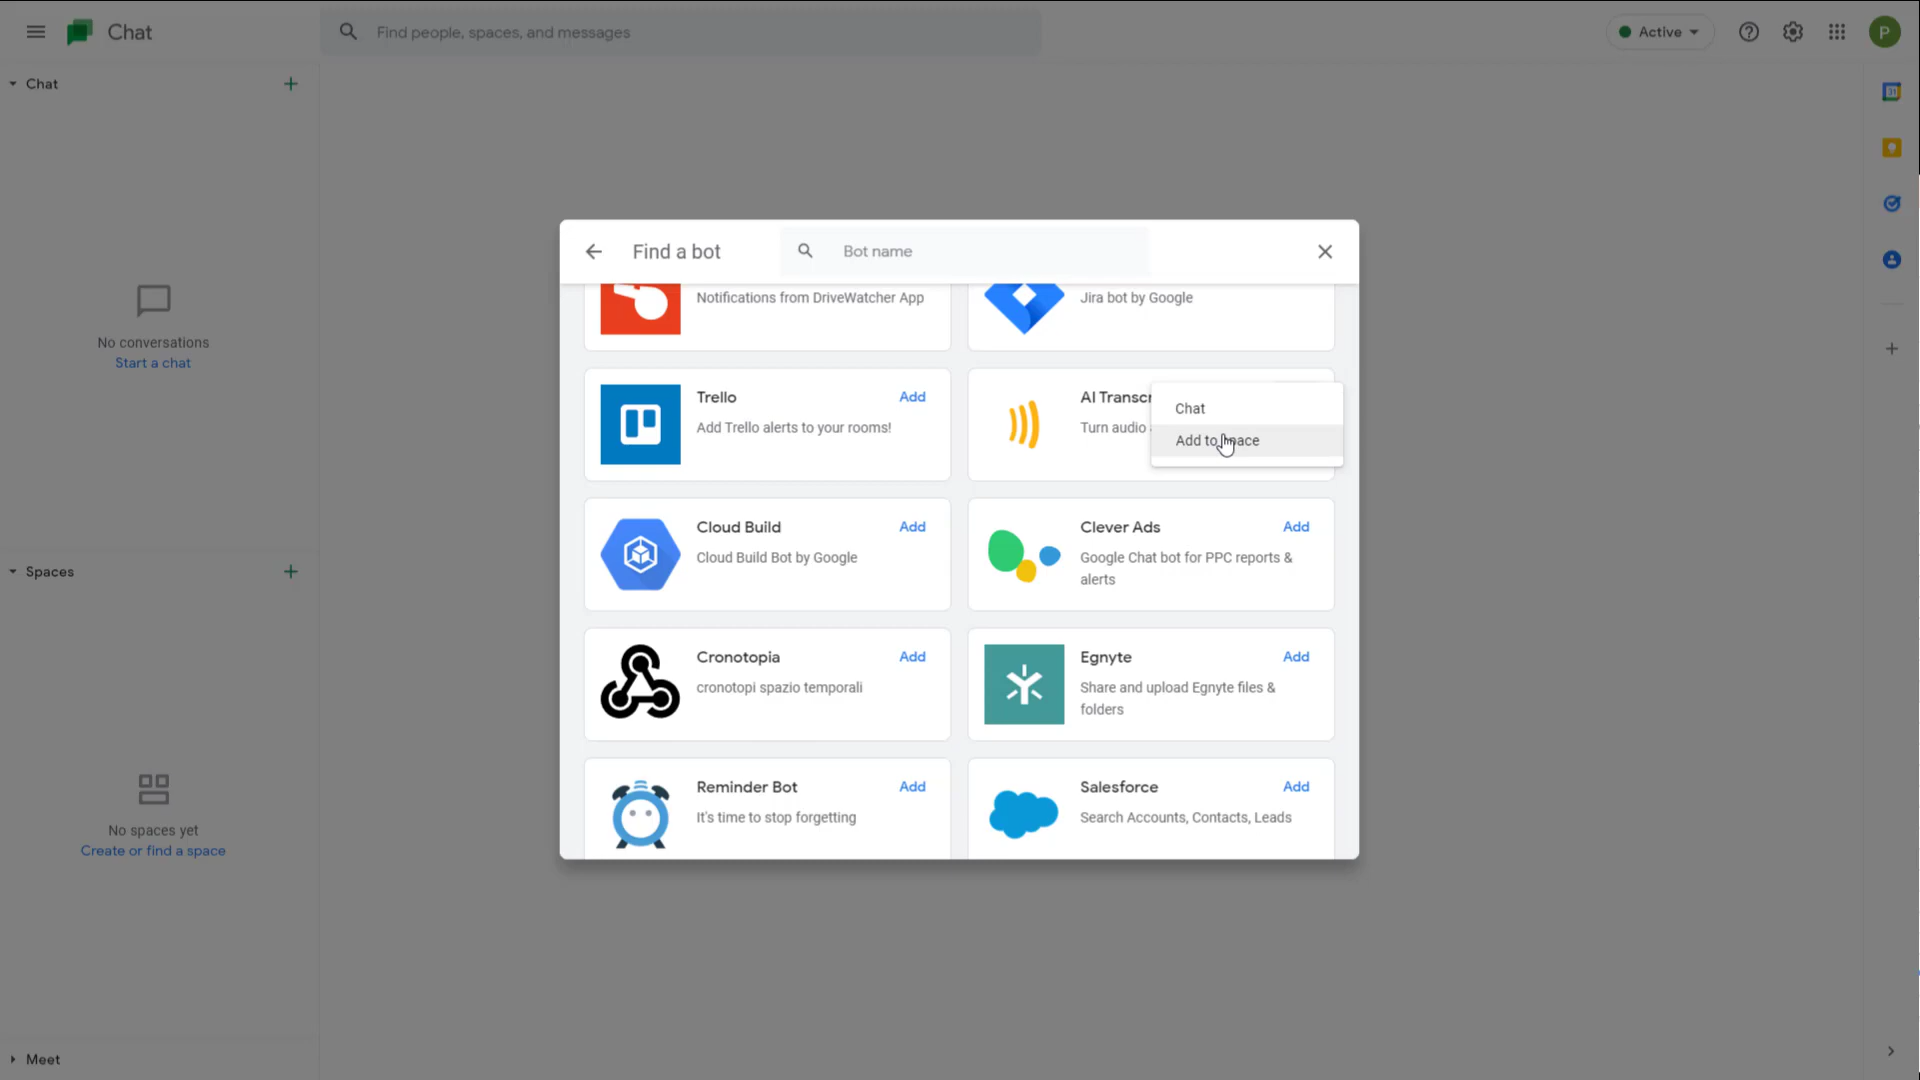 Chat
Find people, spaces, and messages
Active
P
Chat
31
No conversations
Start a chat
Spaces
No spaces yet
Create or find a space
Meet
Find a bot
Bot name
Notifications from DriveWatcher App
Jira bot by Google
Trello
Add
Add Trello alerts to your rooms!
AI Transcr
Turn audio
Chat
Add to
Cloud Build
Add
Cloud Build Bot by Google
Clever Ads
Add
Google Chat bot for PPC reports &
alerts
Cronotopia
Add
cronotopi spazio temporali
Egnyte
Add
Share and upload Egnyte files &
folders
Reminder Bot
Add
It's time to stop forgetting
Salesforce
Add
Search Accounts, Contacts, Leads